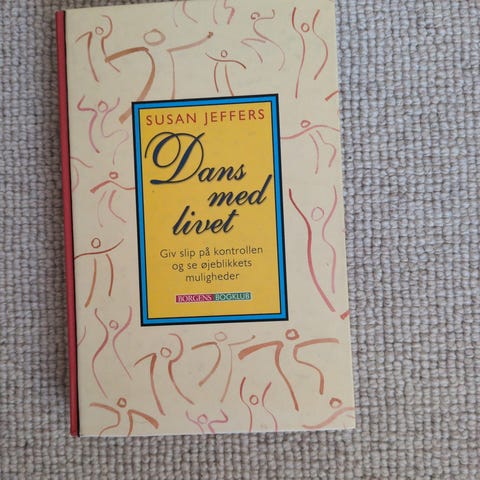 SUSAN JEFFERS
Dans
med
livet
Giv slip på kontrollen
og se øjeblikkets
muligheder
BORGENS BOGKLUB